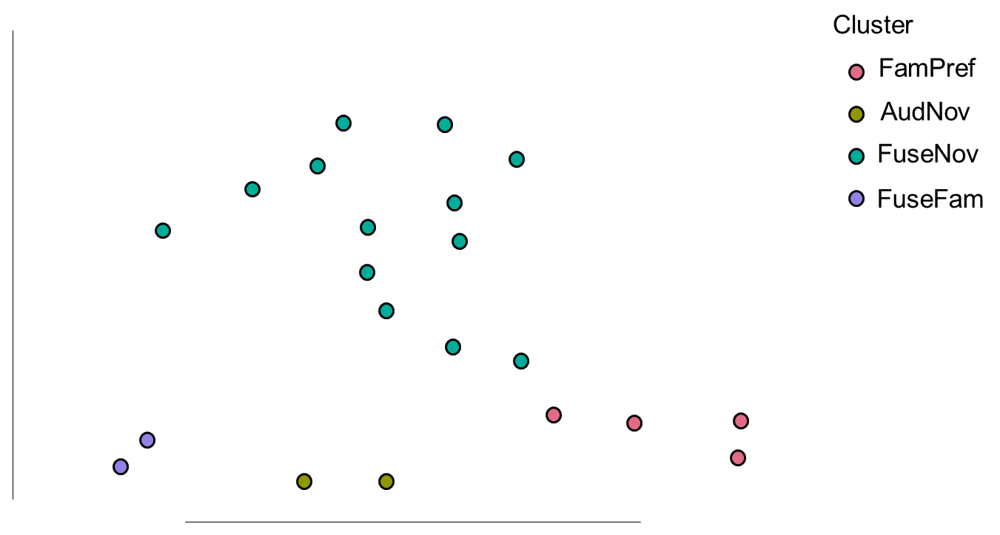 Cluster
FamPref
AudNov
FuseNov
FuseFam